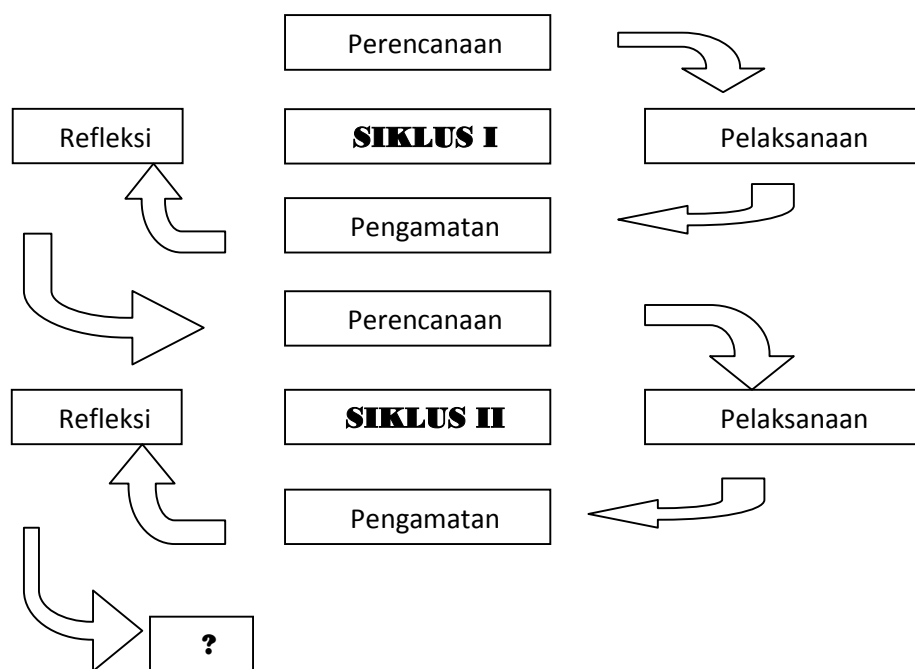 Perencanaan
Refleksi
SIKLUS I
Pelaksanaan
Pengamatan
Perencanaan
Refleksi
SIKLUS II
Pelaksanaan
Pengamatan
?